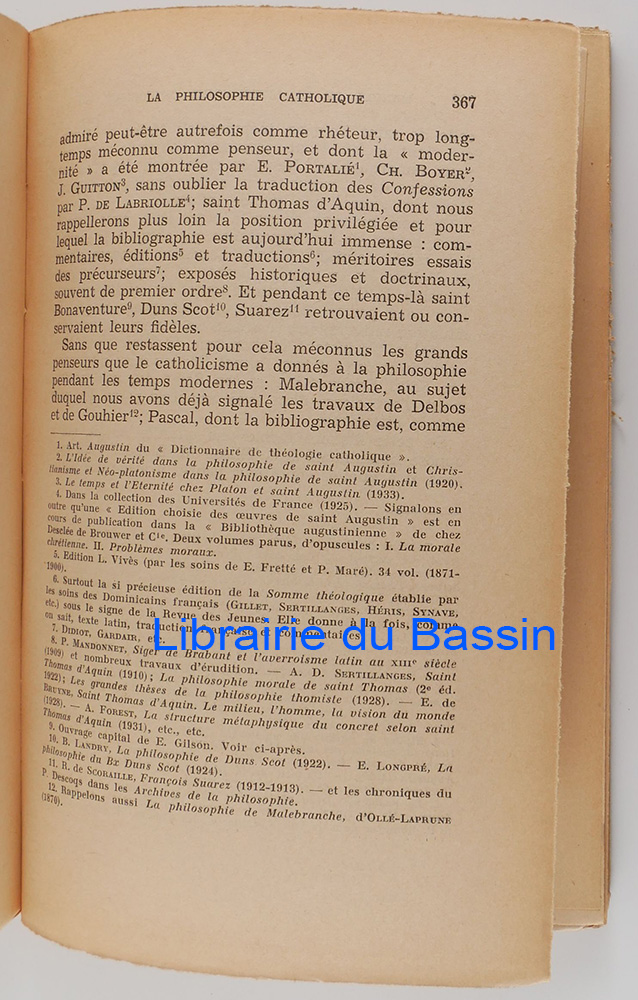 LA PHILOSOPHIE CATHOLIQUE 367
admiré peut-être autrefois comme rhéteur, trop long-
temps méconnu comme penseur, et dont la « moder-
nité » a été montrée par E. PORTALIÉ¹, CH. BOYER²,
J. GUITTON³, sans oublier la traduction des Confessions
par P. DE LABRIOLLE⁴; saint Thomas d'Aquin, dont nous
rappellerons plus loin la position privilégiée et pour
lequel la bibliographie est aujourd'hui immense : com-
mentaires, éditions⁵ et traductions⁶; méritoires essais
des précurseurs⁷; exposés historiques et doctrinaux,
souvent de premier ordre⁸. Et pendant ce temps-là saint
Bonaventure⁹, Duns Scot¹⁰, Suarez¹¹ retrouvaient ou con-
servaient leurs fidèles.
Sans que restassent pour cela méconnus les grands
penseurs que le catholicisme a donnés à la philosophie
pendant les temps modernes : Malebranche, au sujet
duquel nous avons déjà signalé les travaux de Delbos
et de Gouhier¹²; Pascal, dont la bibliographie est, comme
1. Art. Augustin du « Dictionnaire de théologie catholique ».
2. L'Idée de vérité dans la philosophie de saint Augustin et Chris-
tianisme et Néo-platonisme dans la philosophie de saint Augustin (1920).
3. Le temps et l'Eternité chez Platon et saint Augustin (1933).
4. Dans la collection des Universités de France (1925). — Signalons en
outre qu'une « Edition choisie des œuvres de saint Augustin » est en
cours de publication dans la « Bibliothèque augustinienne » de chez
Desclée de Brouwer et Cⁱᵉ. Deux volumes parus, d'opuscules : I. La morale
chrétienne. II. Problèmes moraux.
5. Edition L. Vivès (par les soins de E. Fretté et P. Maré). 34 vol. (1871-
1900).
6. Surtout la si précieuse édition de la Somme théologique établie par
les soins des Dominicains français (GILLET, SERTILLANGES, HÉRIS, SYNAVE,
etc.) sous le signe de la Revue des Jeunes. Elle donne à la fois, comme
on sait, texte latin, traduction française et commentaires.
7. DIDIOT, GARDAIR, etc.
Librairie du Bassin
8. P. MANDONNET, Siger de Brabant et l'averroïsme latin au XIIIᵉ siècle
(1909) et nombreux travaux d'érudition. — A. D. SERTILLANGES, Saint
Thomas d'Aquin (1910); La philosophie morale de saint Thomas (2ᵉ éd.
1922); Les grandes thèses de la philosophie thomiste (1928). — E. de
BRUYNE, Saint Thomas d'Aquin. Le milieu, l'homme, la vision du monde
(1928). — A. FOREST, La structure métaphysique du concret selon saint
Thomas d'Aquin (1931), etc., etc.
9. Ouvrage capital de E. Gilson. Voir ci-après.
10. B. LANDRY, La philosophie de Duns Scot (1922). — E. LONGPRÉ, La
philosophie du Bx Duns Scot (1924).
11. R. de SCORAILLE, François Suarez (1912-1913). — et les chroniques du
P. Descoqs dans les Archives de la philosophie.
12. Rappelons aussi La philosophie de Malebranche, d'OLLÉ-LAPRUNE
(1870).